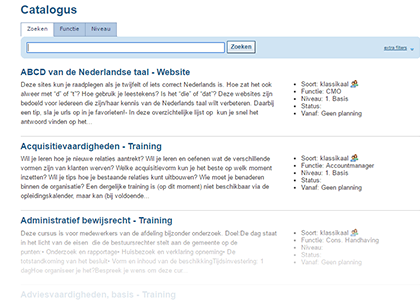 Catalogus
Zoeken Functie Niveau
Zoeken
extra filters
ABCD van de Nederlandse taal - Website
Deze sites kun je raadplegen als je twijfelt of iets correct Nederlands is. Hoe zat het ook
alweer met 'd' of 't'? Hoe gebruik je leestekens? Is het 'die' of 'dat'? Deze websites zijn
bedoeld voor iedereen die zijn/haar kennis van de Nederlands taal wilt verbeteren. Daarbij
een tip, sla je urls op in je favorieten!- In deze overzichtelijke lijst op kun je snel het
antwoord vinden op het...
Soort: klassikaal
Functie: CMO
Niveau: 1. Basis
Status:
Vanaf: Geen planning
Acquisitievaardigheden - Training
Wil je leren hoe je nieuwe relaties aantrekt? Wil je leren en oefenen wat de verschillende
vormen zijn van klanten werven? Welke acquisitievorm kun je het beste op welk moment
inzetten? Wil je tips hoe je bestaande relaties kunt uitbouwen? Wie moet je benaderen
binnen de organisatie? Een dergelijke training is (op dit moment) niet beschikbaar via de
opleidingskalender, maar kan (bij voldoende...
Soort: klassikaal
Functie: Accountmanager
Niveau: 1. Basis
Status:
Vanaf: Geen planning
Administratief bewijsrecht - Training
Deze cursus is voor medewerkers van de afdeling bijzonder onderzoek. Doel De dag staat
in het licht van de eisen die de bestuursrechter stelt aan de gemeente op de
punten:• Onderzoek en rapportage• Huisbezoek en verklaring opneming• De
totstandkoming van het besluit• Vorm en inhoud van de beschikkingTijdsinvestering: 1
dagHoe organiseer je het?Bespreek je wens om deze cur...
Soort: klassikaal
Functie: Cons. Handhaving
Niveau:
Status:
Vanaf: Geen planning
Adviesvaardigheden, basis - Training